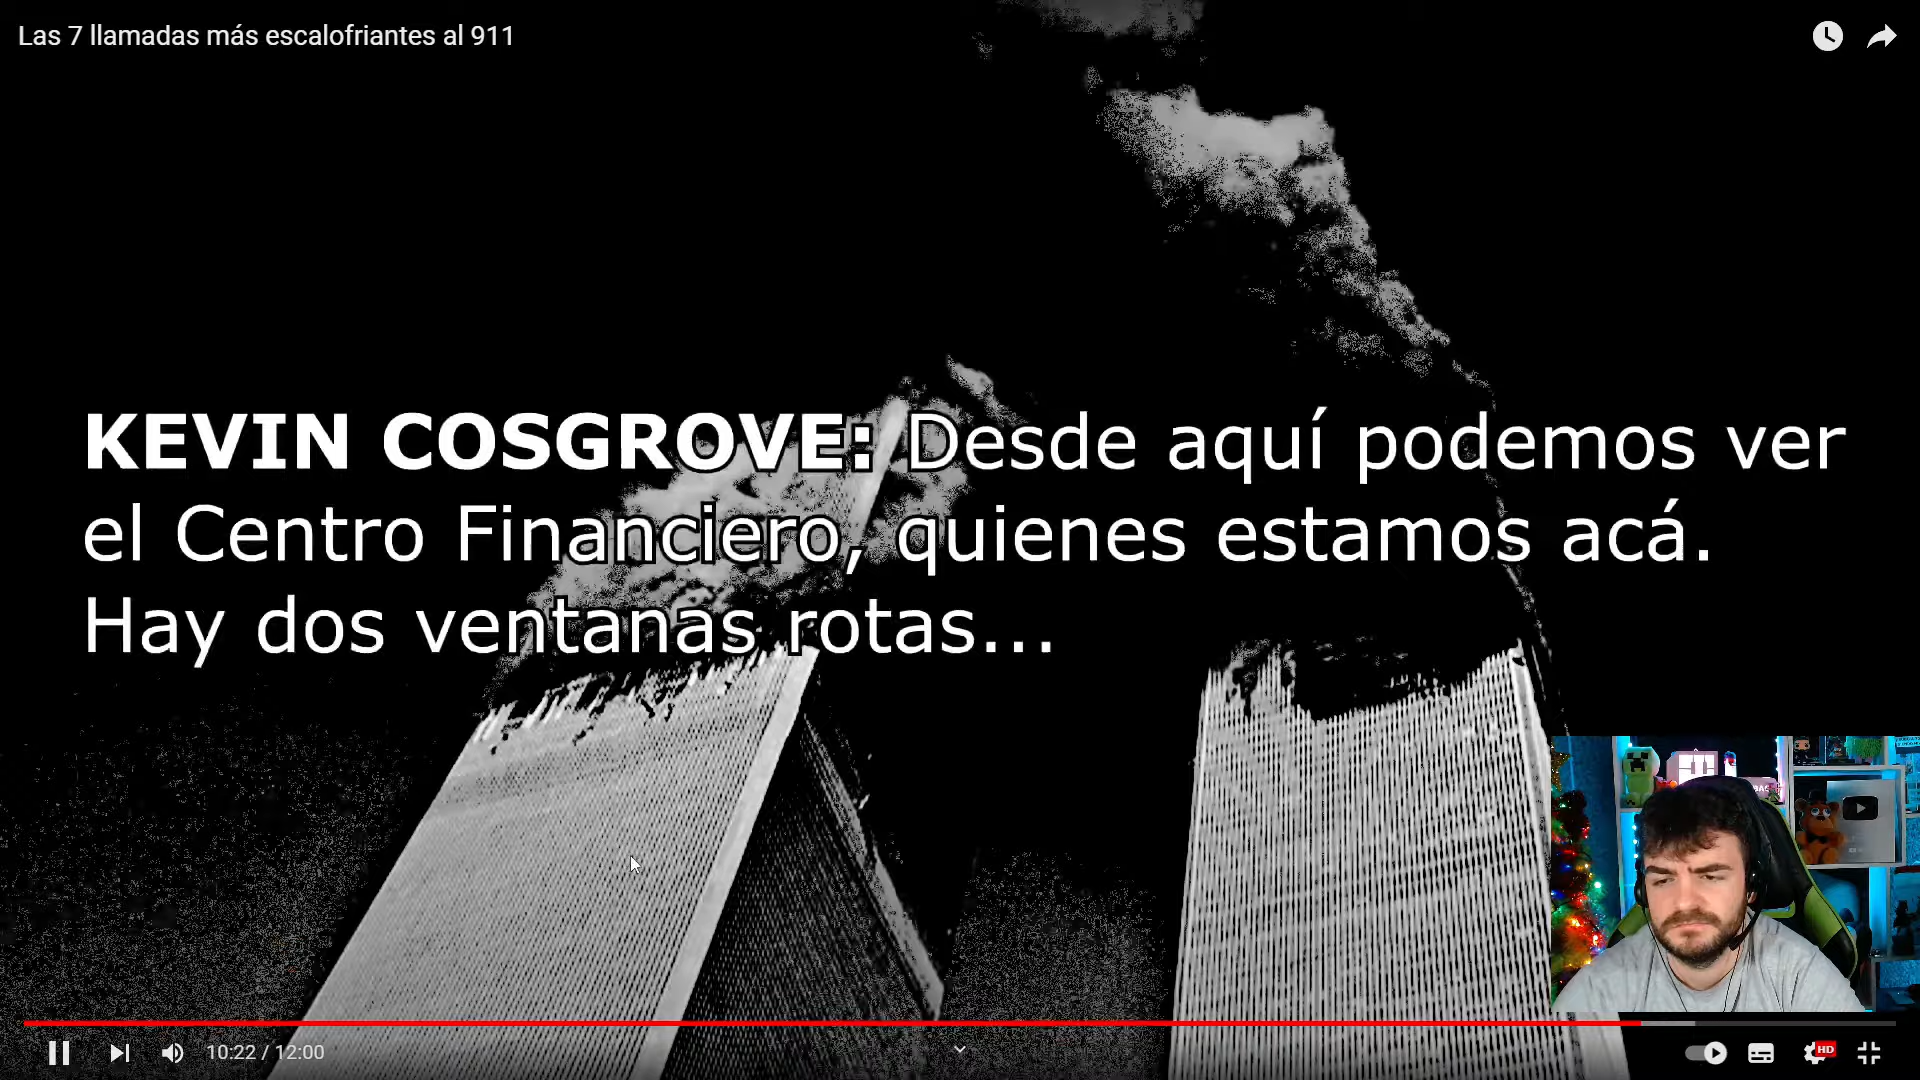 Las 7 llamadas más escalofriantes al 911
KEVIN COSGROVE: Desde aquí podemos ver
el Centro Financiero, quienes estamos acá.
Hay dos ventanas rotas...
10:22 / 12:00
HD